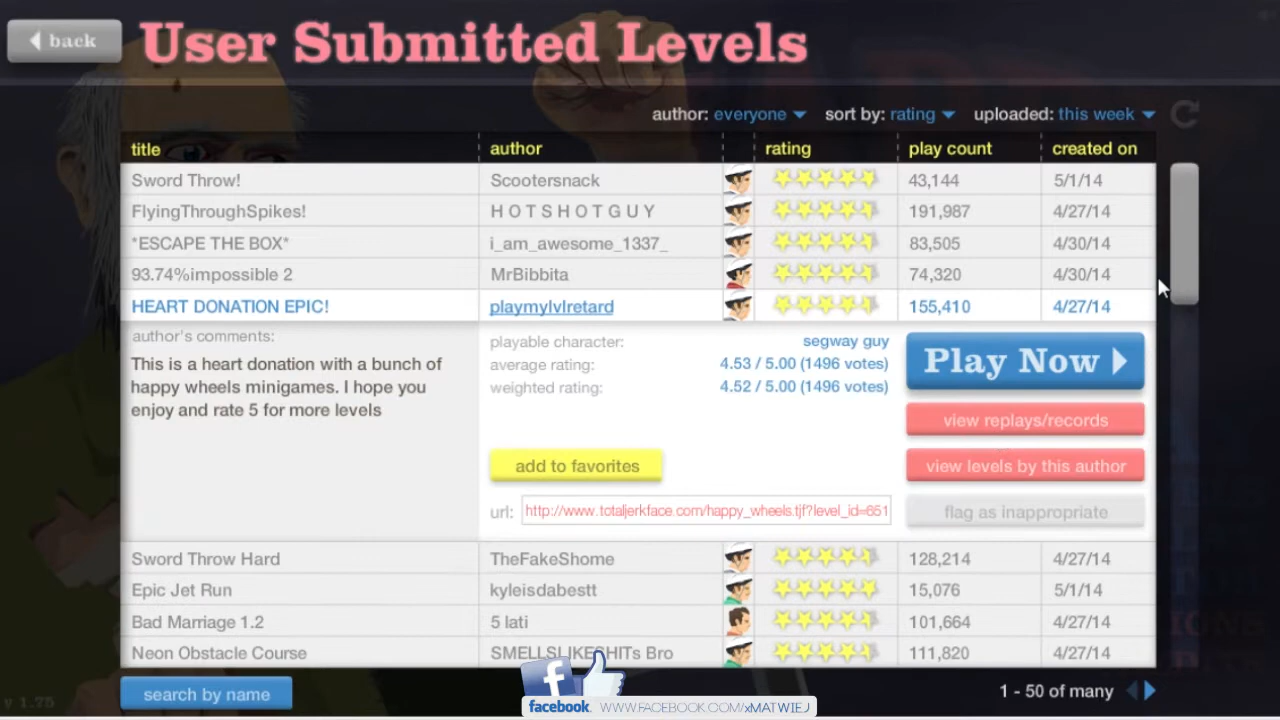 back
User Submitted Levels
author: everyone sort by: rating uploaded: this week
title author rating play count created on
Sword Throw! Scootersnack 43,144 5/1/14
FlyingThroughSpikes! H O T S H O T G U Y 191,987 4/27/14
*ESCAPE THE BOX* i_am_awesome_1337_ 83,505 4/30/14
93.74%impossible 2 MrBibbita 74,320 4/30/14
HEART DONATION EPIC! playmylvlretard 155,410 4/27/14
author's comments:
This is a heart donation with a bunch of
happy wheels minigames. I hope you
enjoy and rate 5 for more levels
playable character: segway guy
average rating: 4.53 / 5.00 (1496 votes)
weighted rating: 4.52 / 5.00 (1496 votes)
add to favorites
url: http://www.totaljerkface.com/happy_wheels.tjf?level_id=651
Play Now
view replays/records
view levels by this author
flag as inappropriate
Sword Throw Hard TheFakeShome 128,214 4/27/14
Epic Jet Run kyleisdabestt 15,076 5/1/14
Bad Marriage 1.2 5 lati 101,664 4/27/14
Neon Obstacle Course SMELLSLIKESHITs Bro 111,820 4/27/14
search by name
1 - 50 of many
v 1.75
facebook. WWW.FACEBOOK.COM/xMATWIEJ